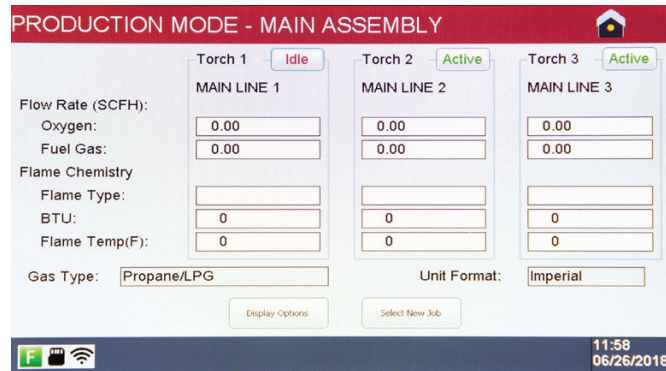 PRODUCTION MODE - MAIN ASSEMBLY
Torch 1 Idle Torch 2 Active Torch 3 Active
MAIN LINE 1 MAIN LINE 2 MAIN LINE 3
Flow Rate (SCFH):
Oxygen: 0.00 0.00 0.00
Fuel Gas: 0.00 0.00 0.00
Flame Chemistry
Flame Type:
BTU: 0 0 0
Flame Temp(F): 0 0 0
Gas Type: Propane/LPG Unit Format: Imperial
Display Options Select New Job
F 11:58
06/26/2018